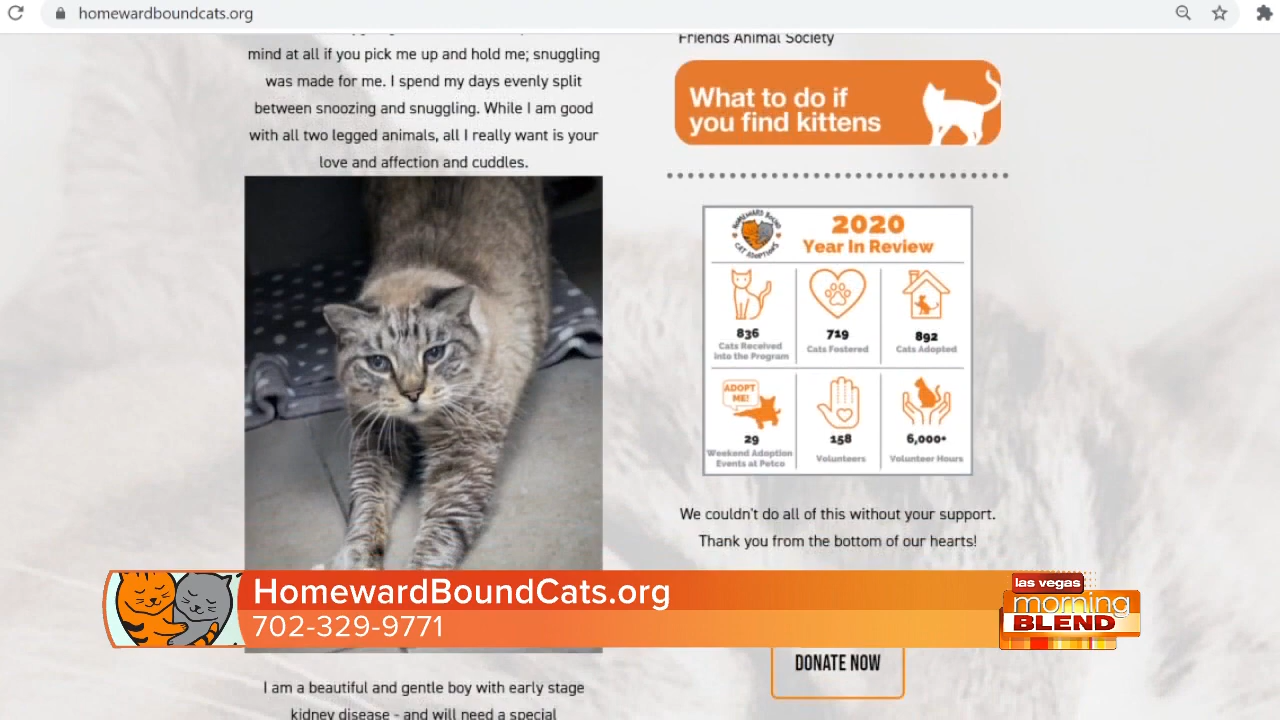 homewardboundcats.org
mind at all if you pick me up and hold me; snuggling
was made for me. I spend my days evenly split
between snoozing and snuggling. While I am good
with all two legged animals, all I really want is your
love and affection and cuddles.
I am a beautiful and gentle boy with early stage
kidney disease - and will need a special
Friends Animal Society
What to do if
you find kittens
HOMEWARD BOUND
CAT ADOPTIONS
2020
Year In Review
836
Cats Received
into the Program
719
Cats Fostered
892
Cats Adopted
ADOPT
ME!
29
Weekend Adoption
Events at Petco
158
Volunteers
6,000+
Volunteer Hours
We couldn't do all of this without your support.
Thank you from the bottom of our hearts!
DONATE NOW
HomewardBoundCats.org
702-329-9771
las vegas
morning
BLEND